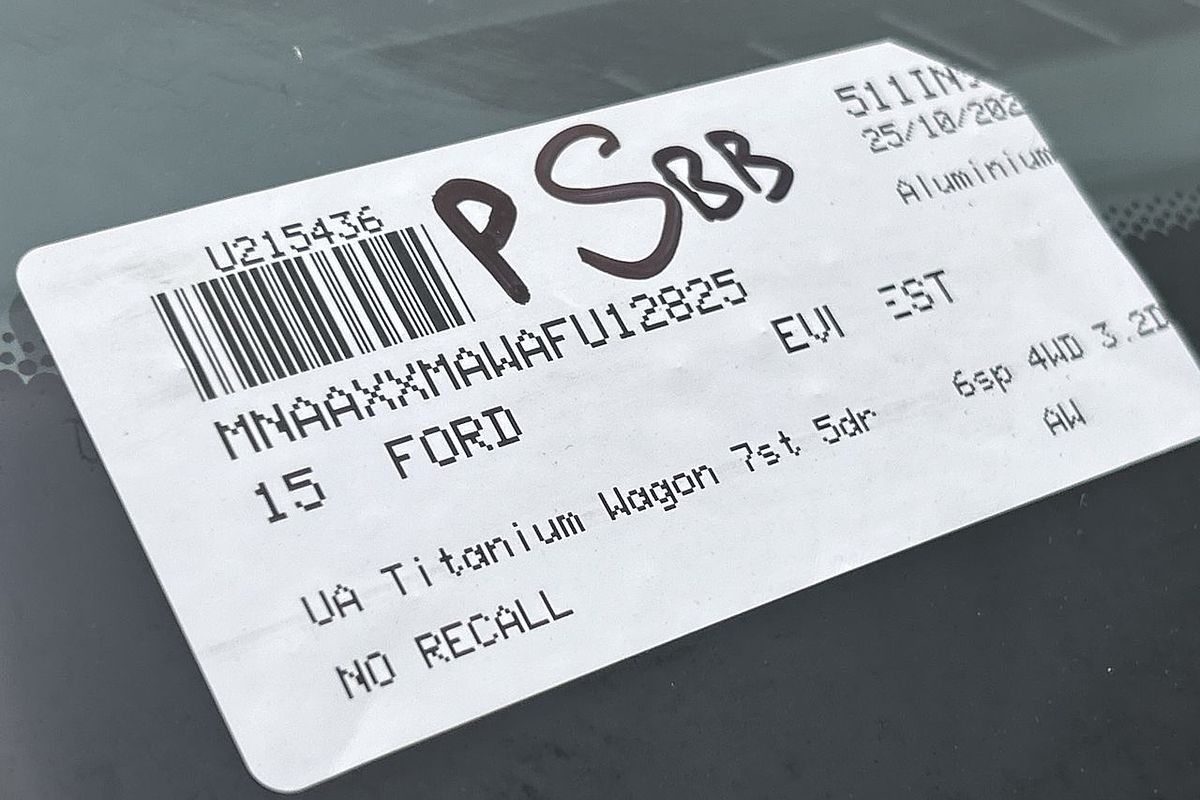 PSBB
511IN
25/10/202
Aluminium
U215436
MNAAXXMAWAFU12825
15 FORD EVI EST
UA Titanium Wagon 7st 5dr 6sp 4WD 3.2D
AW
NO RECALL